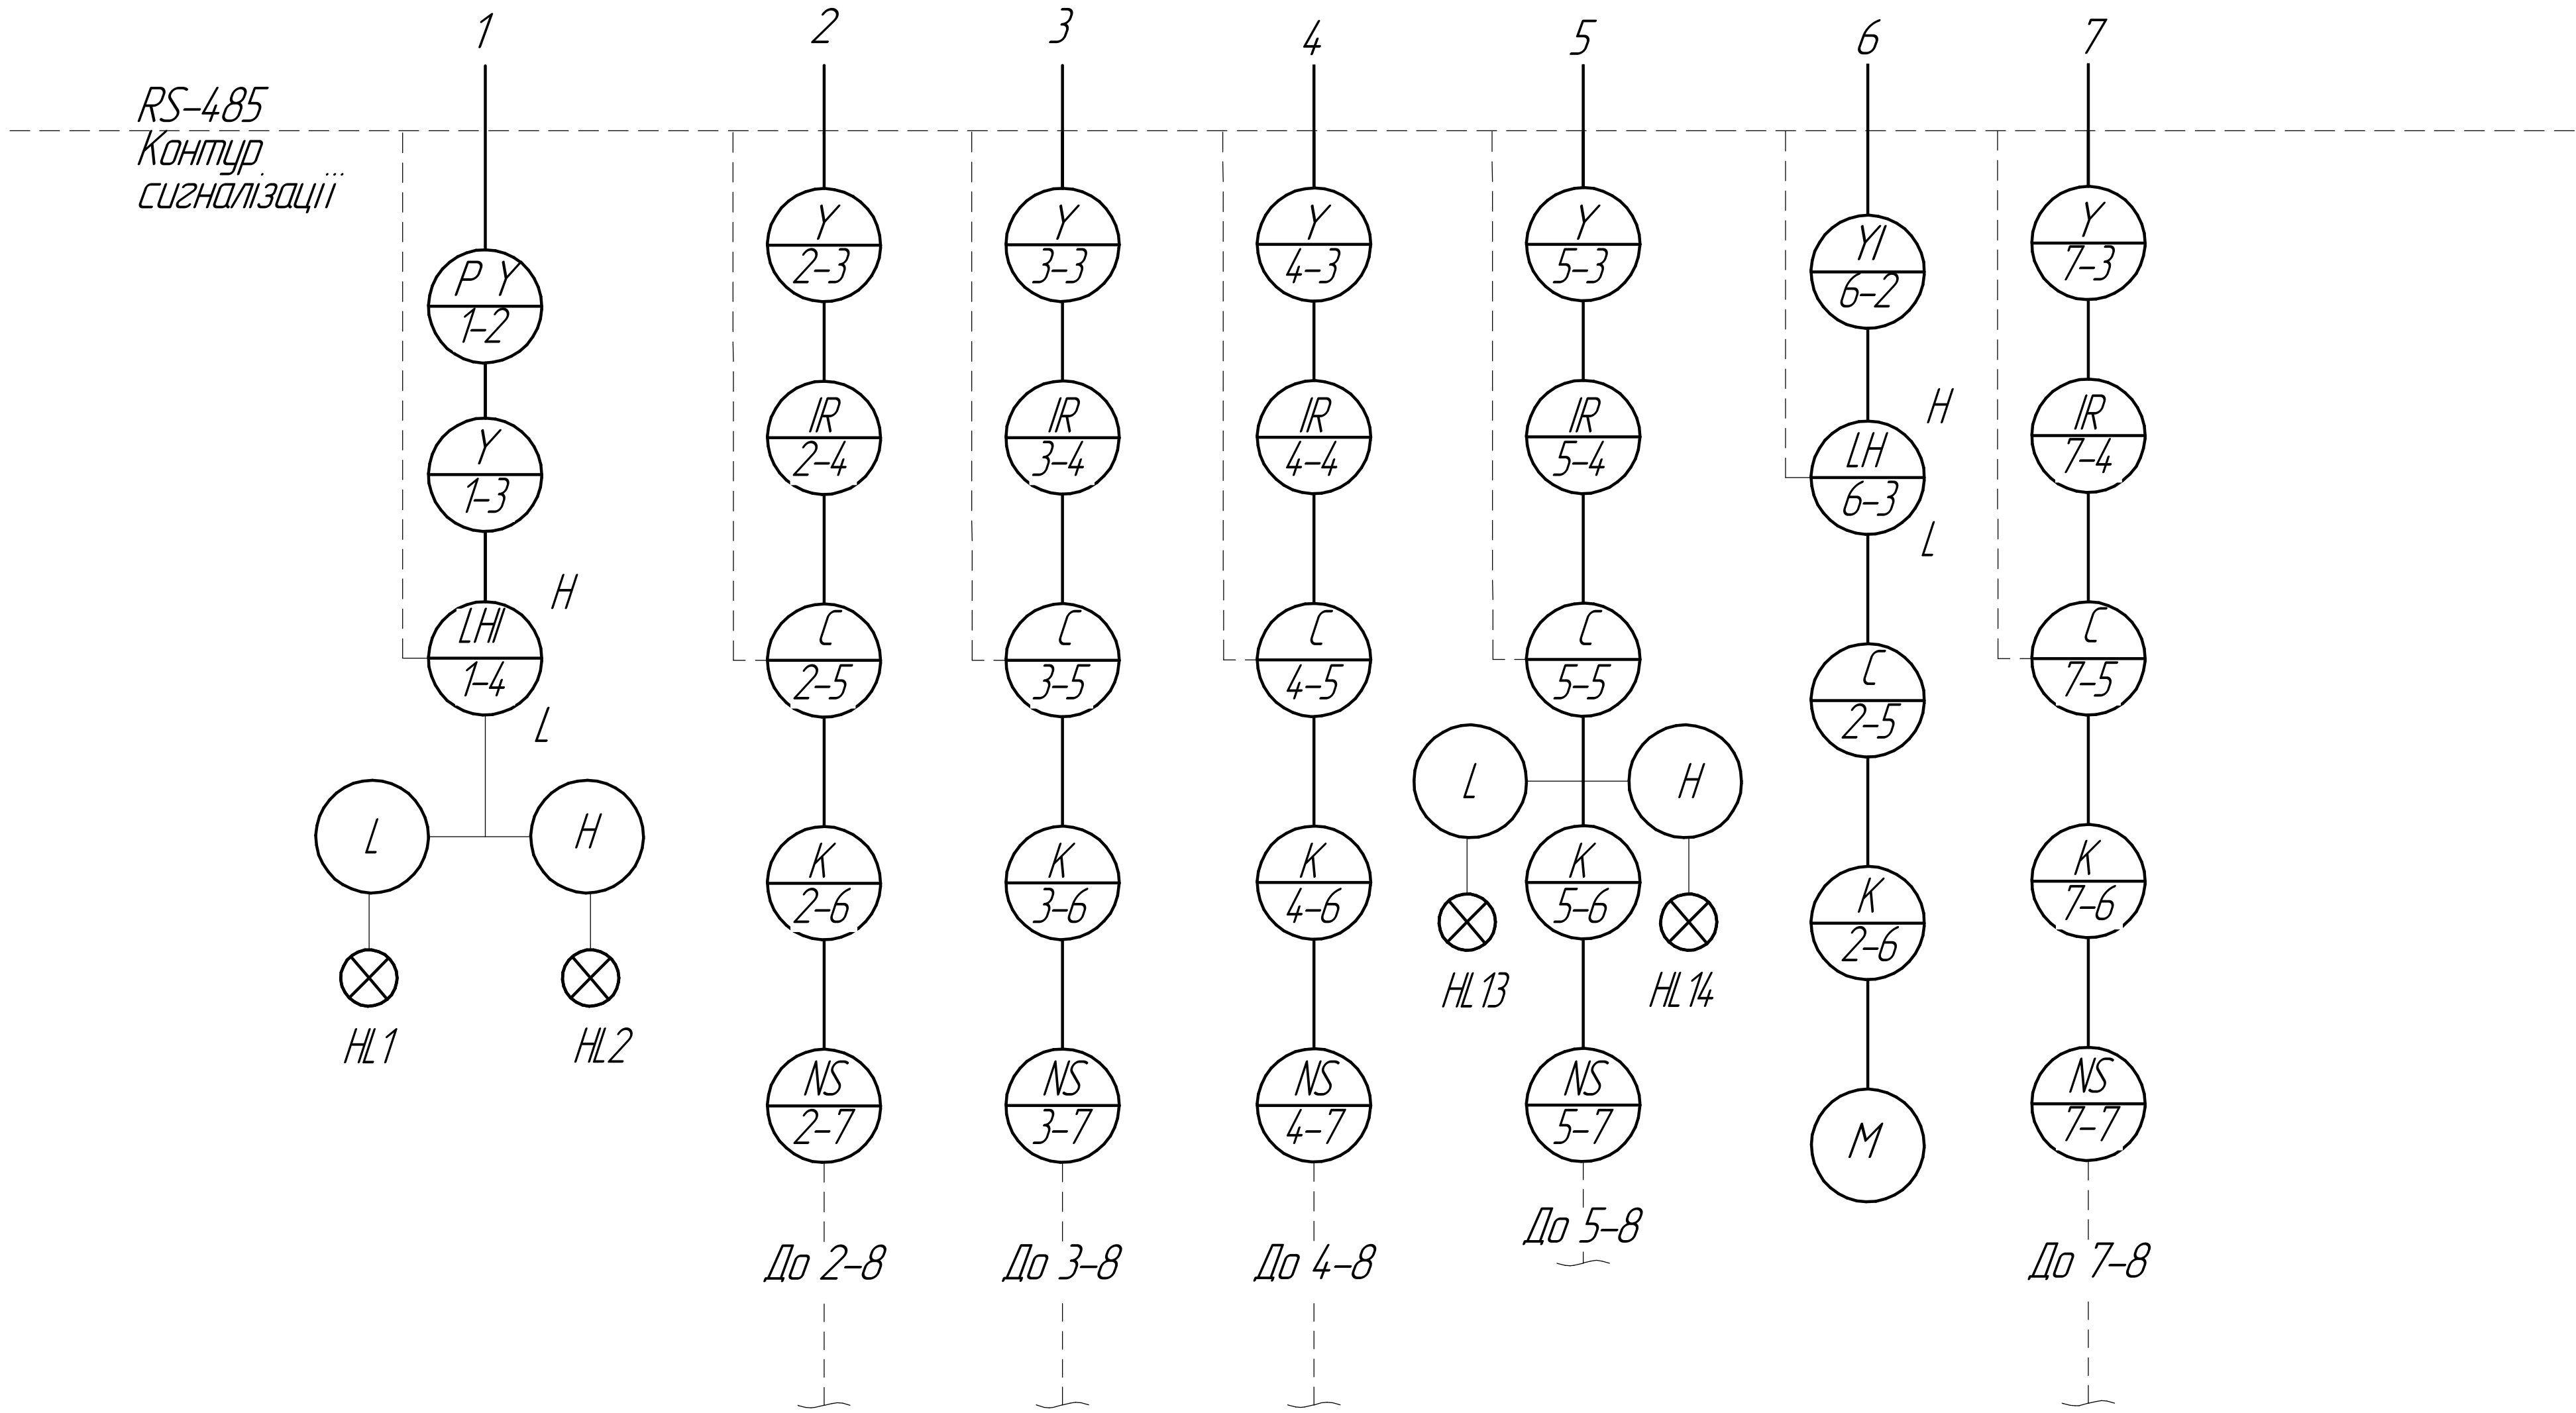 1
2
3
4
5
6
7
RS-485
Контур
сигналізації
P Y
1-2
Y
1-3
LHI
1-4
H
L
L
H
HL1
HL2
Y
2-3
IR
2-4
C
2-5
K
2-6
NS
2-7
До 2-8
Y
3-3
IR
3-4
C
3-5
K
3-6
NS
3-7
До 3-8
Y
4-3
IR
4-4
C
4-5
K
4-6
NS
4-7
До 4-8
Y
5-3
IR
5-4
C
5-5
L
H
HL13
HL14
K
5-6
NS
5-7
До 5-8
YI
6-2
H
LH
6-3
L
C
2-5
K
2-6
M
Y
7-3
IR
7-4
C
7-5
K
7-6
NS
7-7
До 7-8